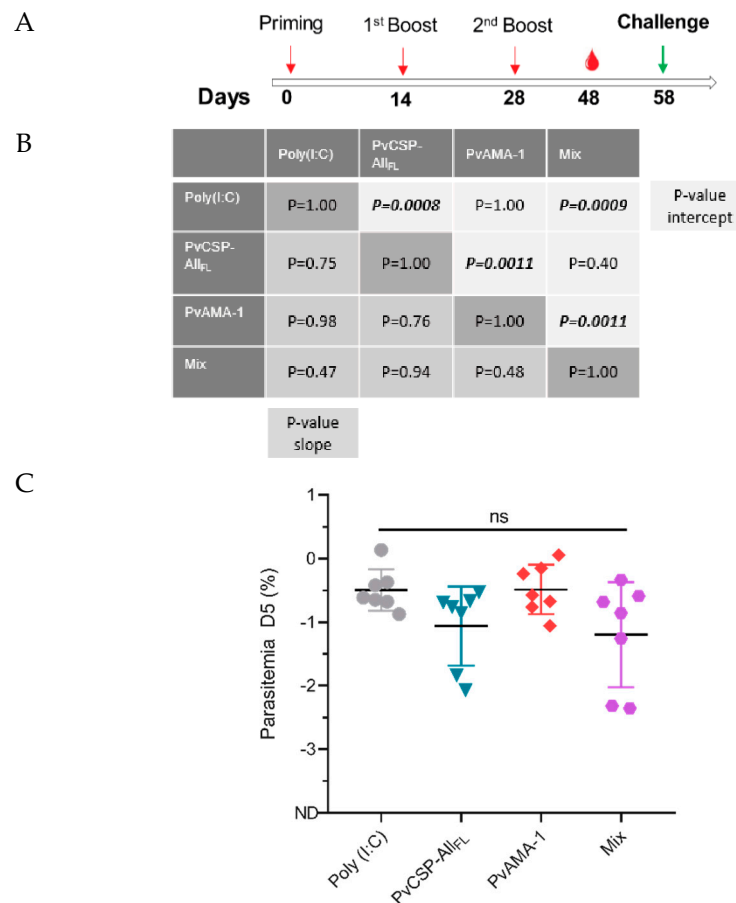 A
Priming 1st Boost 2nd Boost Challenge
Days 0 14 28 48 58
B
Poly(I:C) PvCSP-AllFL PvAMA-1 Mix
Poly(I:C) P=1.00 P=0.0008 P=1.00 P=0.0009
P-value intercept
PvCSP-AllFL P=0.75 P=1.00 P=0.0011 P=0.40
PvAMA-1 P=0.98 P=0.76 P=1.00 P=0.0011
Mix P=0.47 P=0.94 P=0.48 P=1.00
P-value slope
C
Parasitemia D5 (%)
1
0
-1
-2
-3
ND
ns
Poly (I:C) PvCSP-AllFL PvAMA-1 Mix